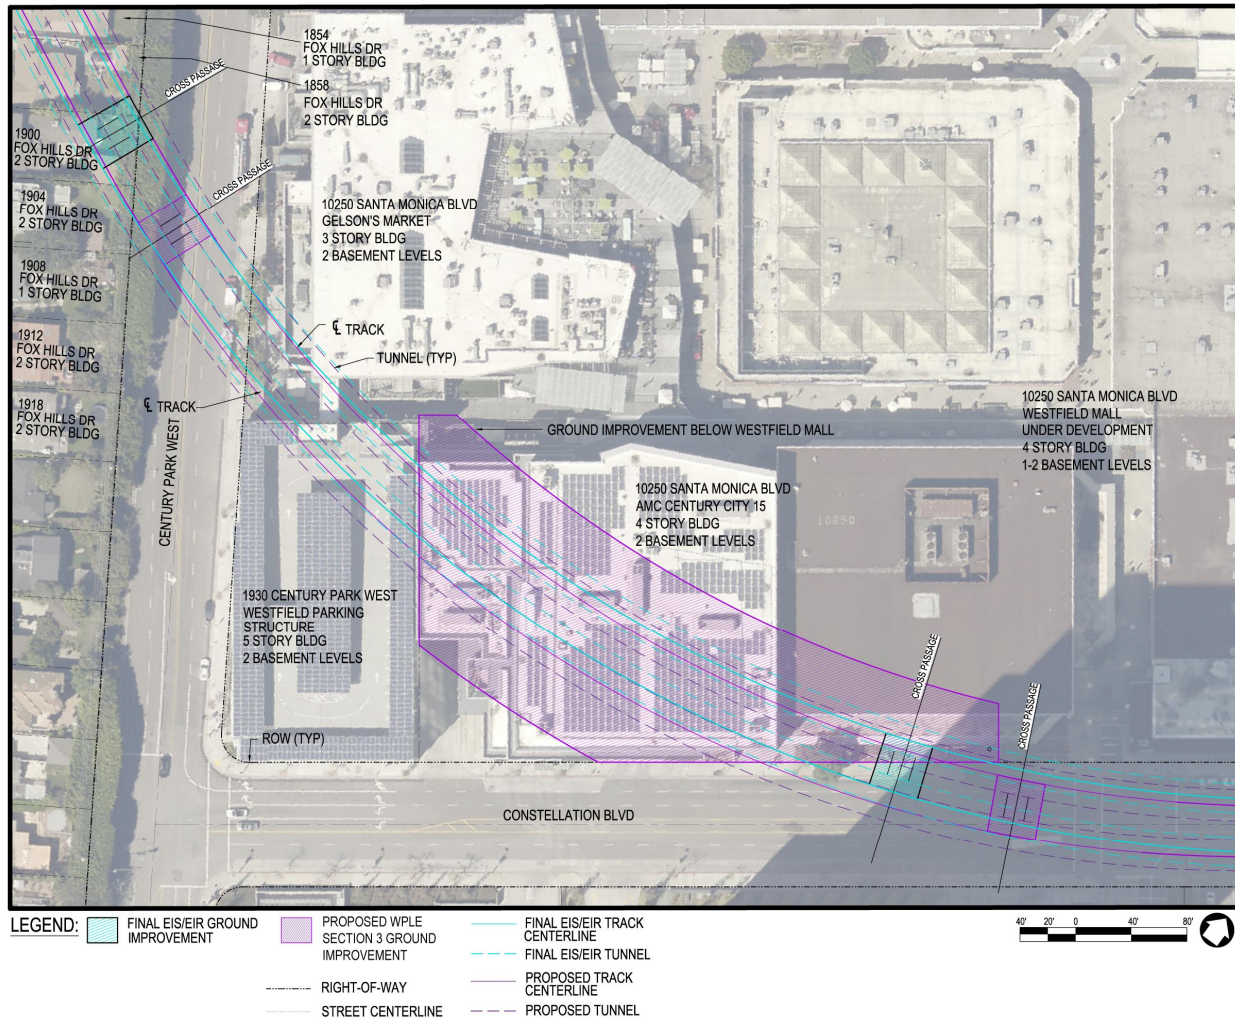 1854
FOX HILLS DR
1 STORY BLDG
1858
FOX HILLS DR
2 STORY BLDG
CROSS PASSAGE
1900
FOX HILLS DR
2 STORY BLDG
CROSS PASSAGE
1904
FOX HILLS DR
2 STORY BLDG
10250 SANTA MONICA BLVD
GELSON'S MARKET
3 STORY BLDG
2 BASEMENT LEVELS
1908
FOX HILLS DR
1 STORY BLDG
℄ TRACK
1912
FOX HILLS DR
2 STORY BLDG
TUNNEL (TYP)
℄ TRACK
1918
FOX HILLS DR
2 STORY BLDG
CENTURY PARK WEST
GROUND IMPROVEMENT BELOW WESTFIELD MALL
10250 SANTA MONICA BLVD
WESTFIELD MALL
UNDER DEVELOPMENT
4 STORY BLDG
1-2 BASEMENT LEVELS
10250 SANTA MONICA BLVD
AMC CENTURY CITY 15
4 STORY BLDG
2 BASEMENT LEVELS
10250
1930 CENTURY PARK WEST
WESTFIELD PARKING
STRUCTURE
5 STORY BLDG
2 BASEMENT LEVELS
CROSS PASSAGE
CROSS PASSAGE
ROW (TYP)
CONSTELLATION BLVD
LEGEND:
FINAL EIS/EIR GROUND
IMPROVEMENT
PROPOSED WPLE
SECTION 3 GROUND
IMPROVEMENT
FINAL EIS/EIR TRACK
CENTERLINE
FINAL EIS/EIR TUNNEL
RIGHT-OF-WAY
STREET CENTERLINE
PROPOSED TRACK
CENTERLINE
PROPOSED TUNNEL
40' 20' 0 40' 80'